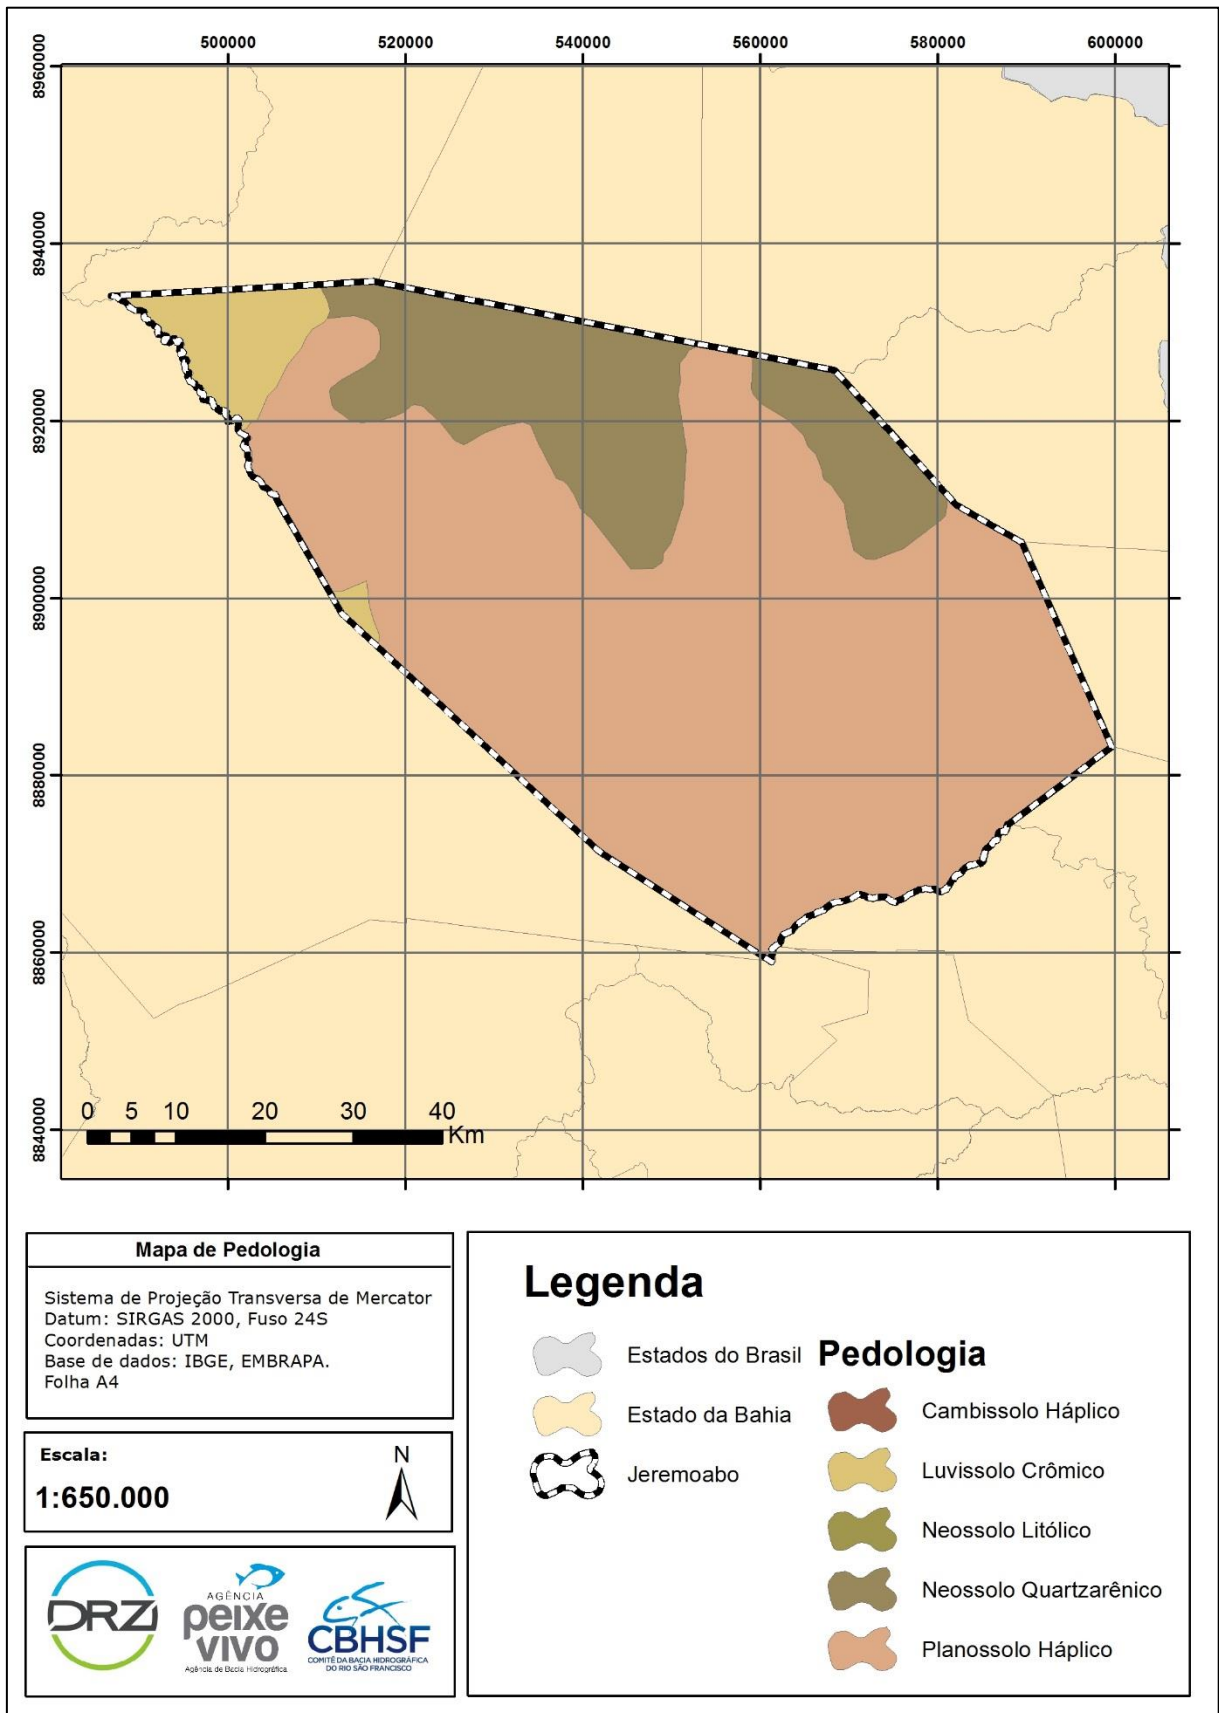 500000 520000 540000 560000 580000 600000
8960000
8940000
8920000
8900000
8880000
8860000
8840000
0 5 10 20 30 40
Km
Mapa de Pedologia
Sistema de Projeção Transversa de Mercator
Datum: SIRGAS 2000, Fuso 24S
Coordenadas: UTM
Base de dados: IBGE, EMBRAPA.
Folha A4
Escala:
1:650.000
N
DRZ
AGÊNCIA
peixe
vivo
Agência de Bacia Hidrográfica
CBHSF
COMITÊ DA BACIA HIDROGRÁFICA
DO RIO SÃO FRANCISCO
Legenda
Estados do Brasil
Estado da Bahia
Jeremoabo
Pedologia
Cambissolo Háplico
Luvissolo Crômico
Neossolo Litólico
Neossolo Quartzarênico
Planossolo Háplico